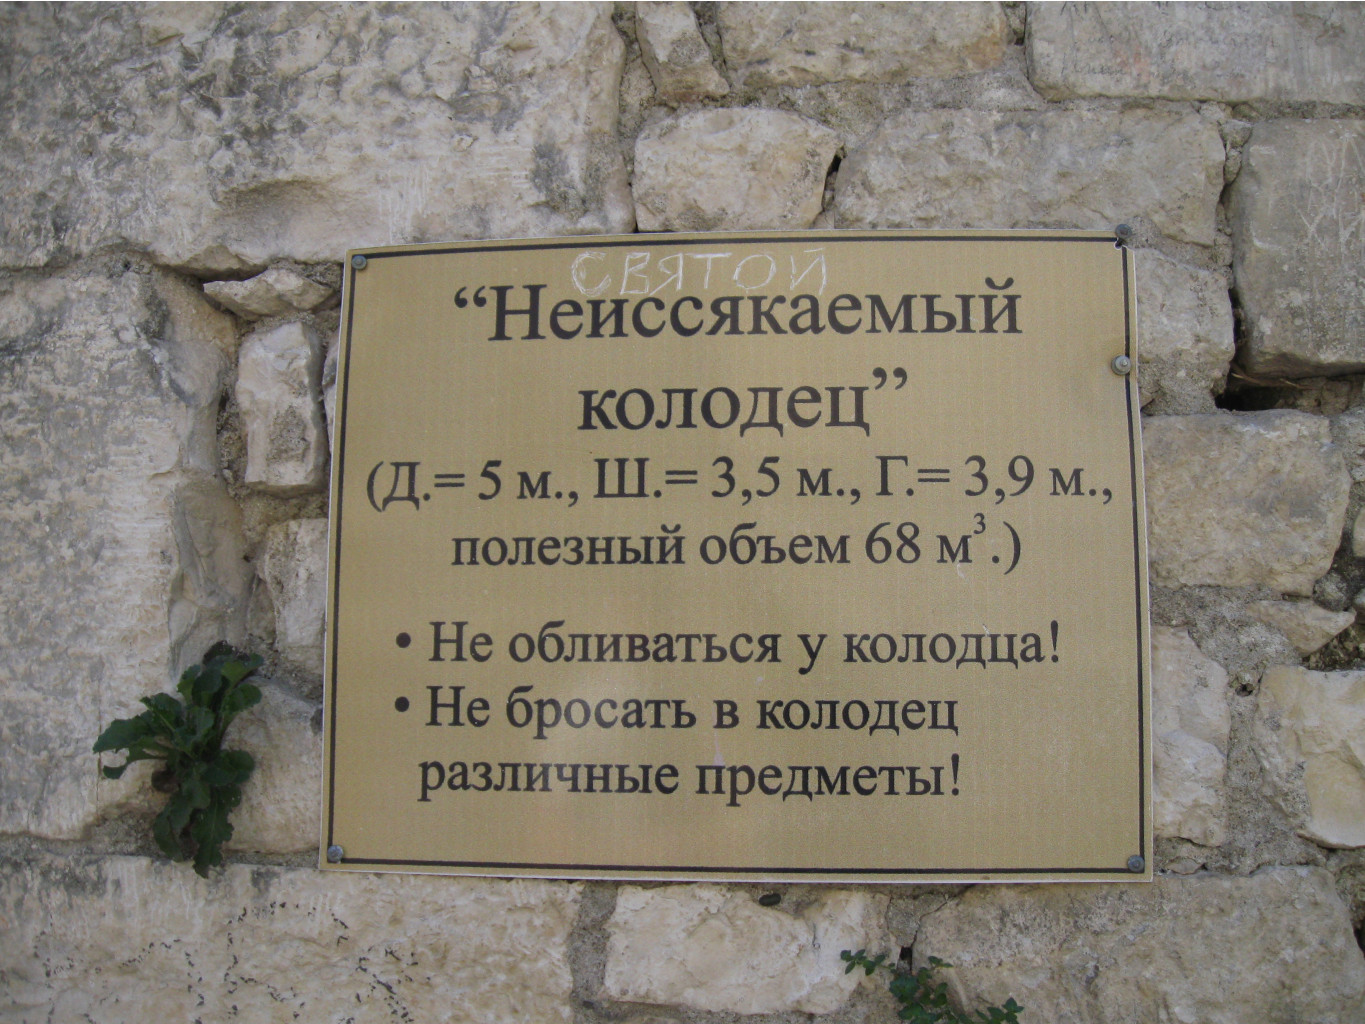 СВЯТОЙ
“Неиссякаемый
колодец”
(Д.= 5 м., Ш.= 3,5 м., Г.= 3,9 м.,
полезный объем 68 м³.)
• Не обливаться у колодца!
• Не бросать в колодец
различные предметы!